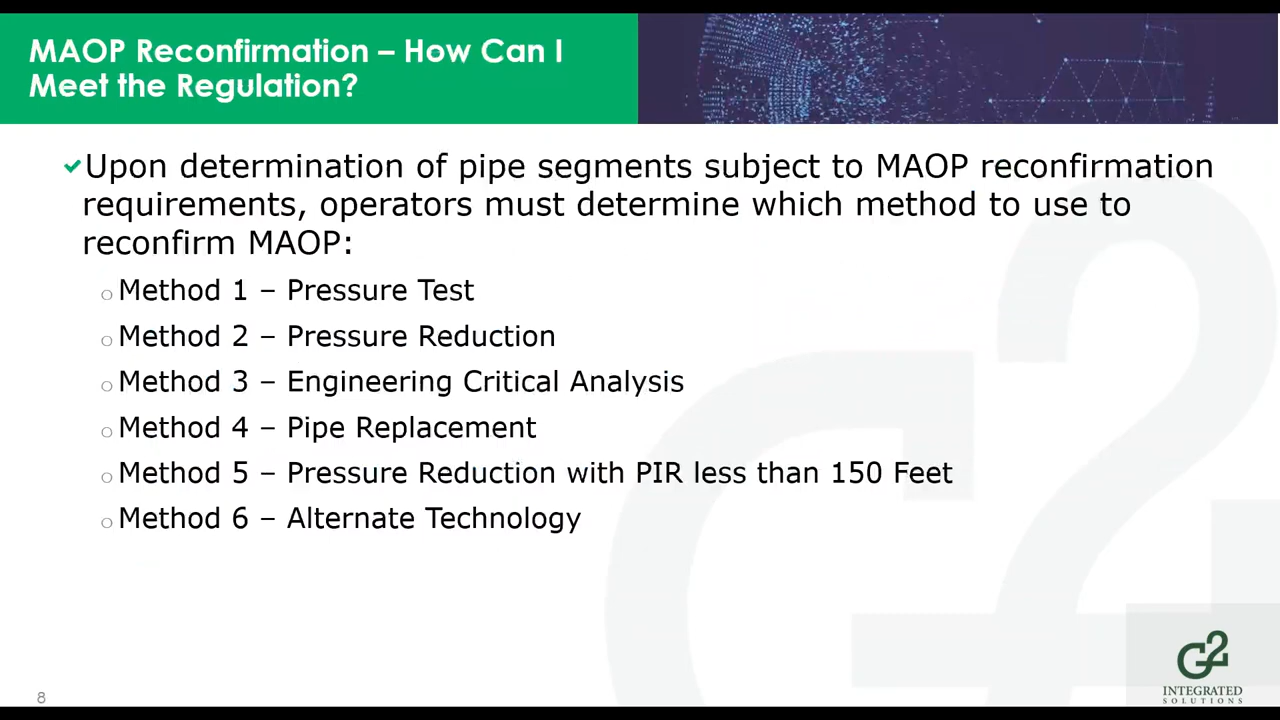 MAOP Reconfirmation – How Can I
Meet the Regulation?
Upon determination of pipe segments subject to MAOP reconfirmation
requirements, operators must determine which method to use to
reconfirm MAOP:
Method 1 – Pressure Test
Method 2 – Pressure Reduction
Method 3 – Engineering Critical Analysis
Method 4 – Pipe Replacement
Method 5 – Pressure Reduction with PIR less than 150 Feet
Method 6 – Alternate Technology
G2
INTEGRATED
SOLUTIONS
8